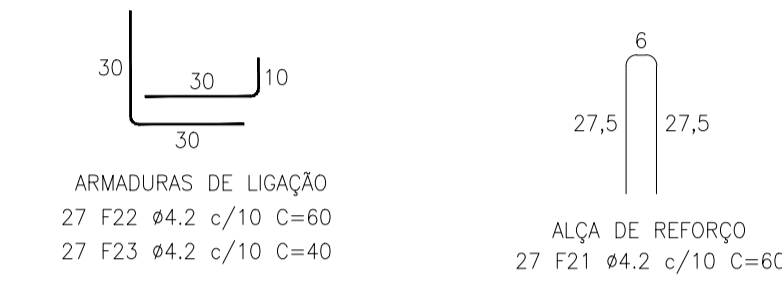 30
30
10
30
ARMADURAS DE LIGAÇÃO
27 F22 ø4.2 c/10 C=60
27 F23 ø4.2 c/10 C=40
6
27,5
27,5
ALÇA DE REFORÇO
27 F21 ø4.2 c/10 C=60